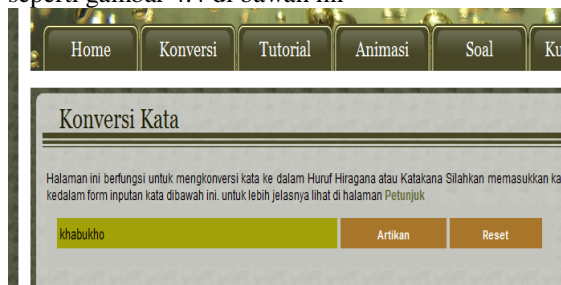 seperti gambar 4.4 di bawah ini
Home Konversi Tutorial Animasi Soal Ku
Konversi Kata
Halaman ini berfungsi untuk mengkonversi kata ke dalam Huruf Hiragana atau Katakana Silahkan memasukkan ka
kedalam form inputan kata dibawah ini. untuk lebih jelasnya lihat di halaman Petunjuk
khabukho Artikan Reset